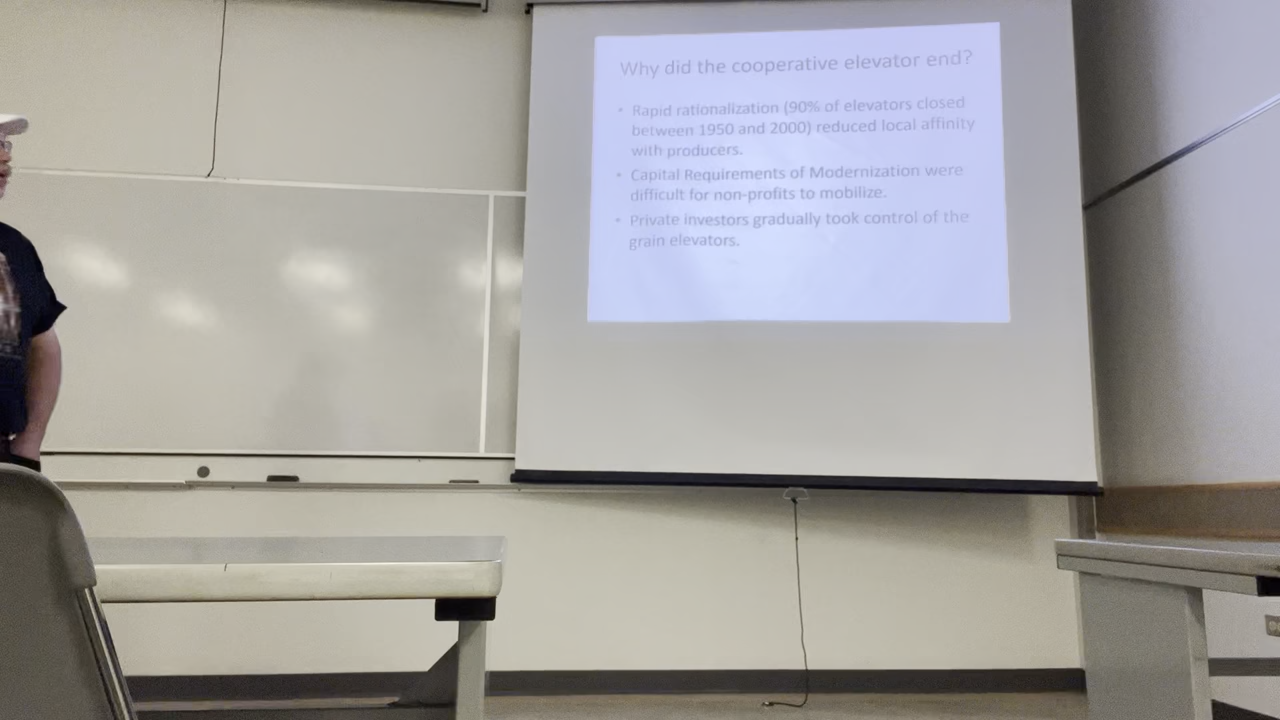 Why did the cooperative elevator end?
• Rapid rationalization (90% of elevators closed
between 1950 and 2000) reduced local affinity
with producers.
• Capital Requirements of Modernization were
difficult for non-profits to mobilize.
• Private investors gradually took control of the
grain elevators.